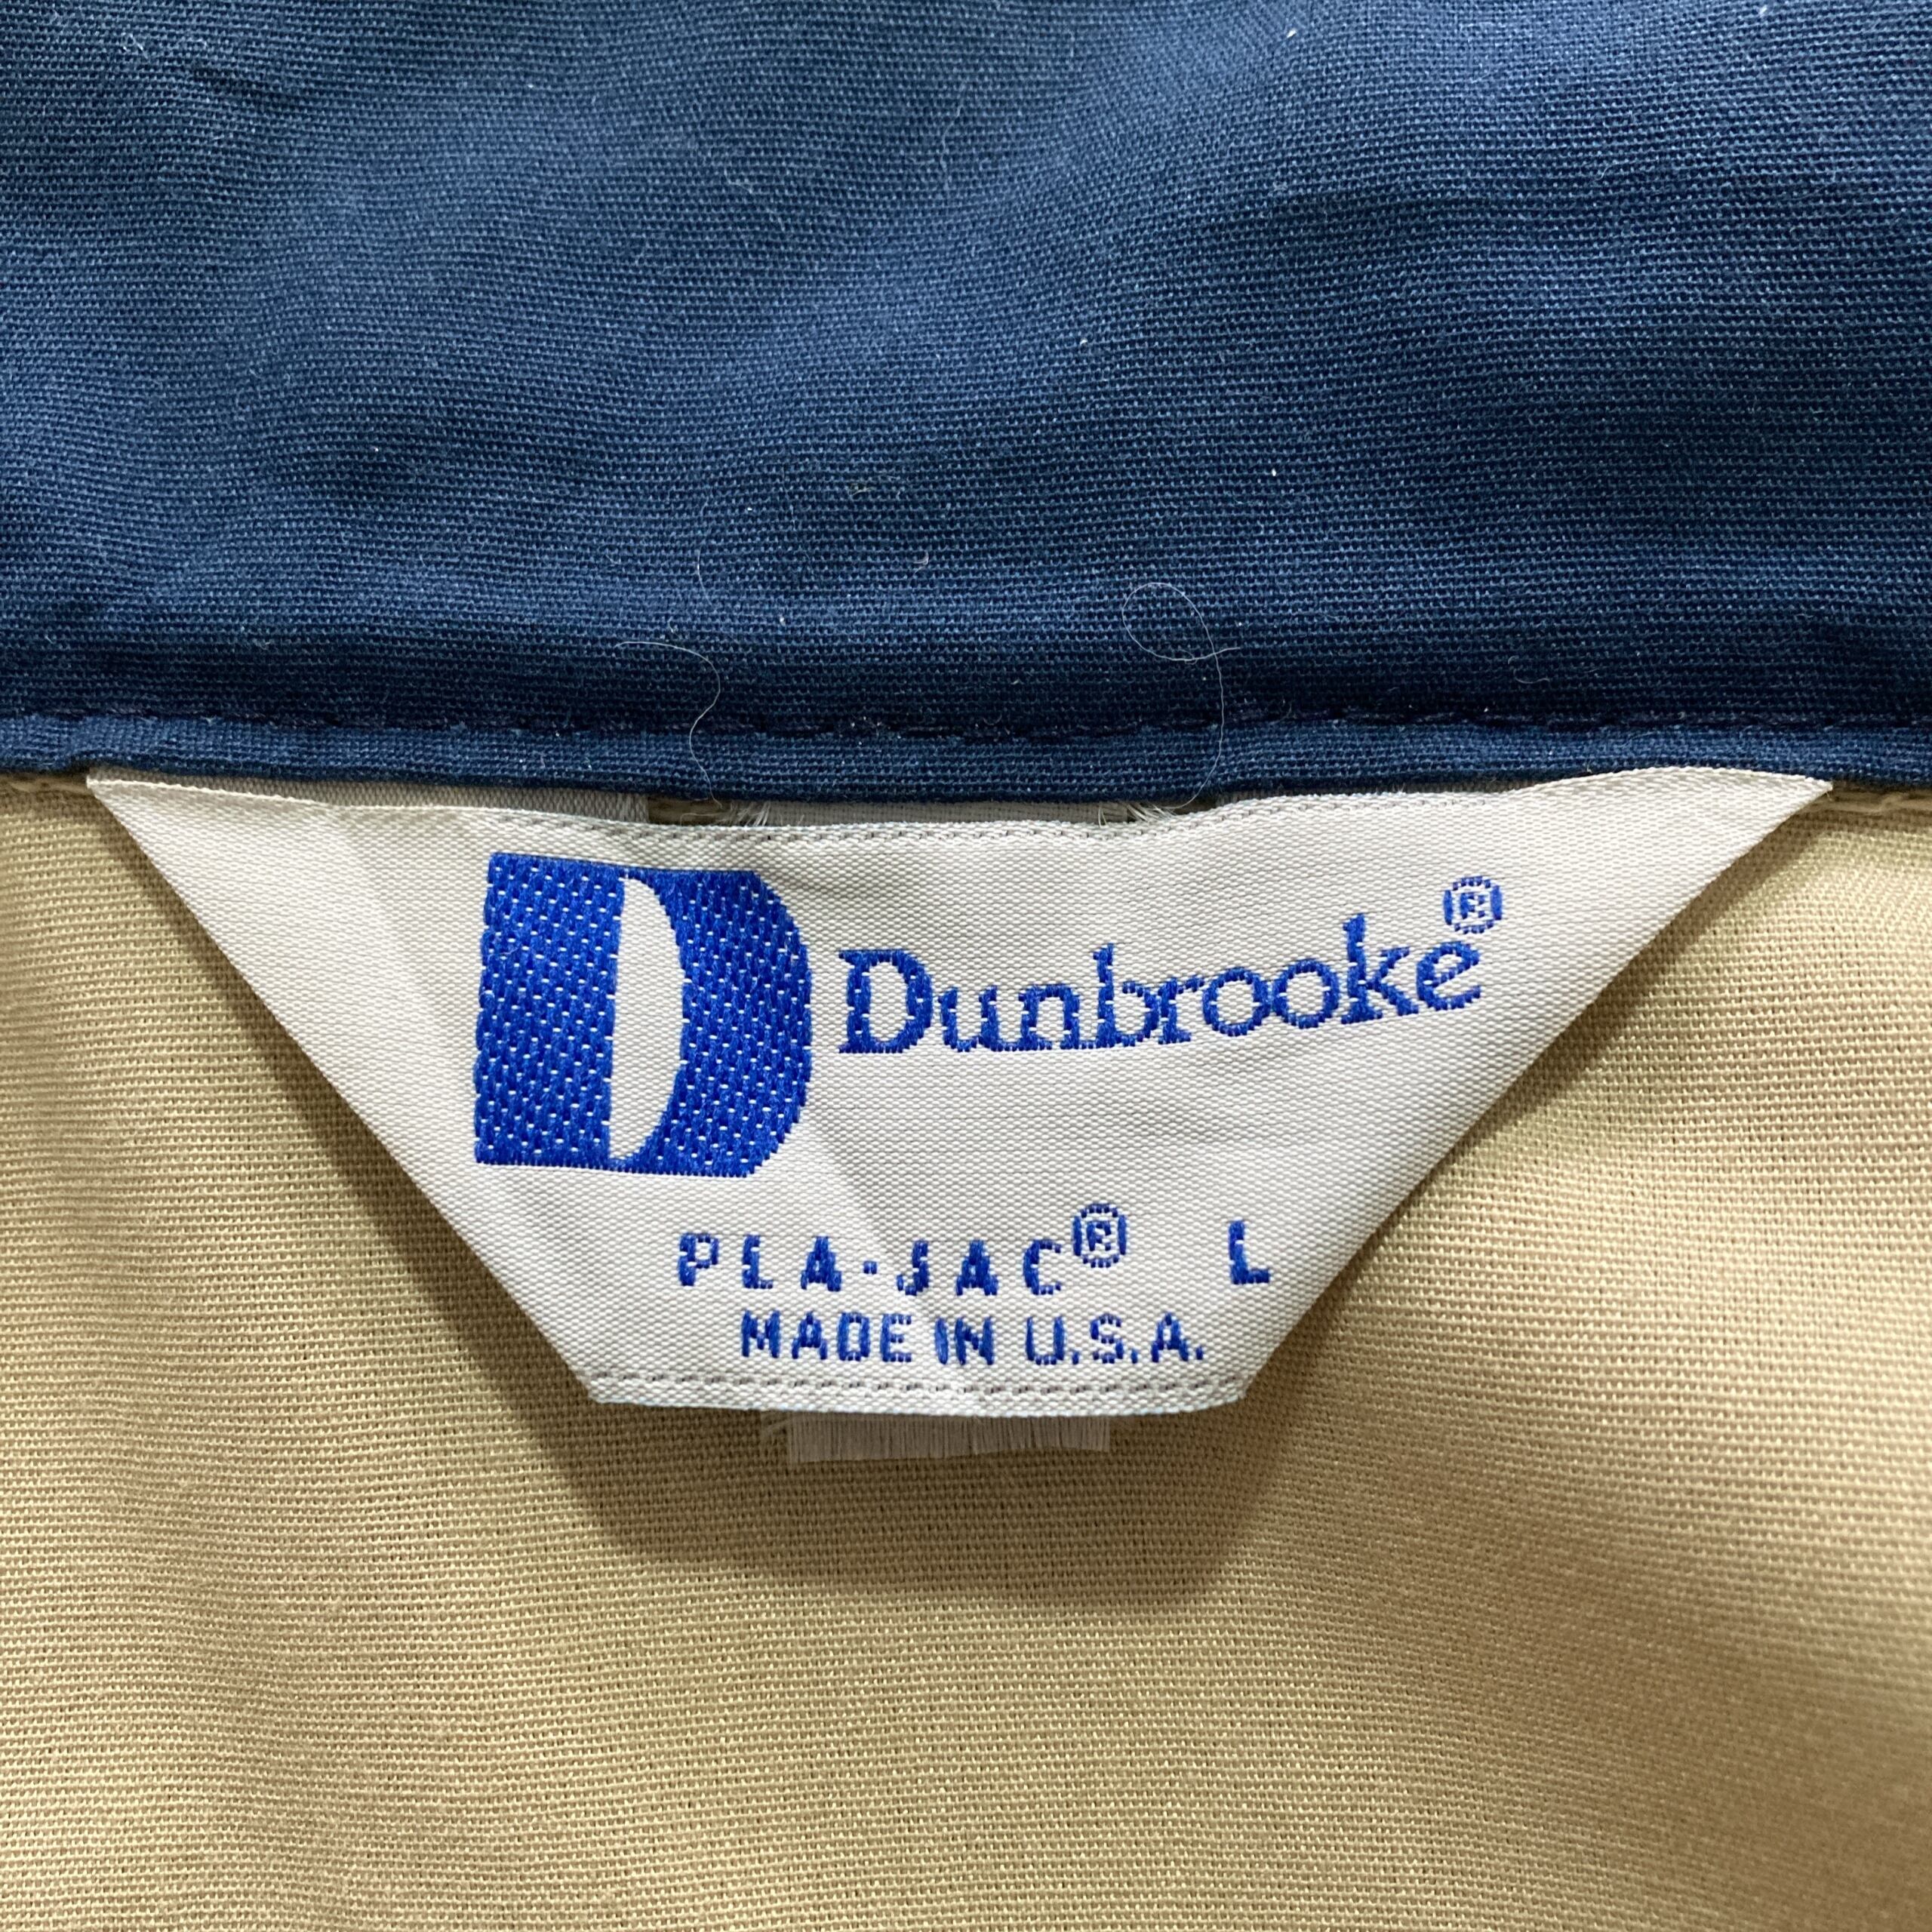 D Dunbrooke®
PLA-JAC® L
MADE IN U.S.A.